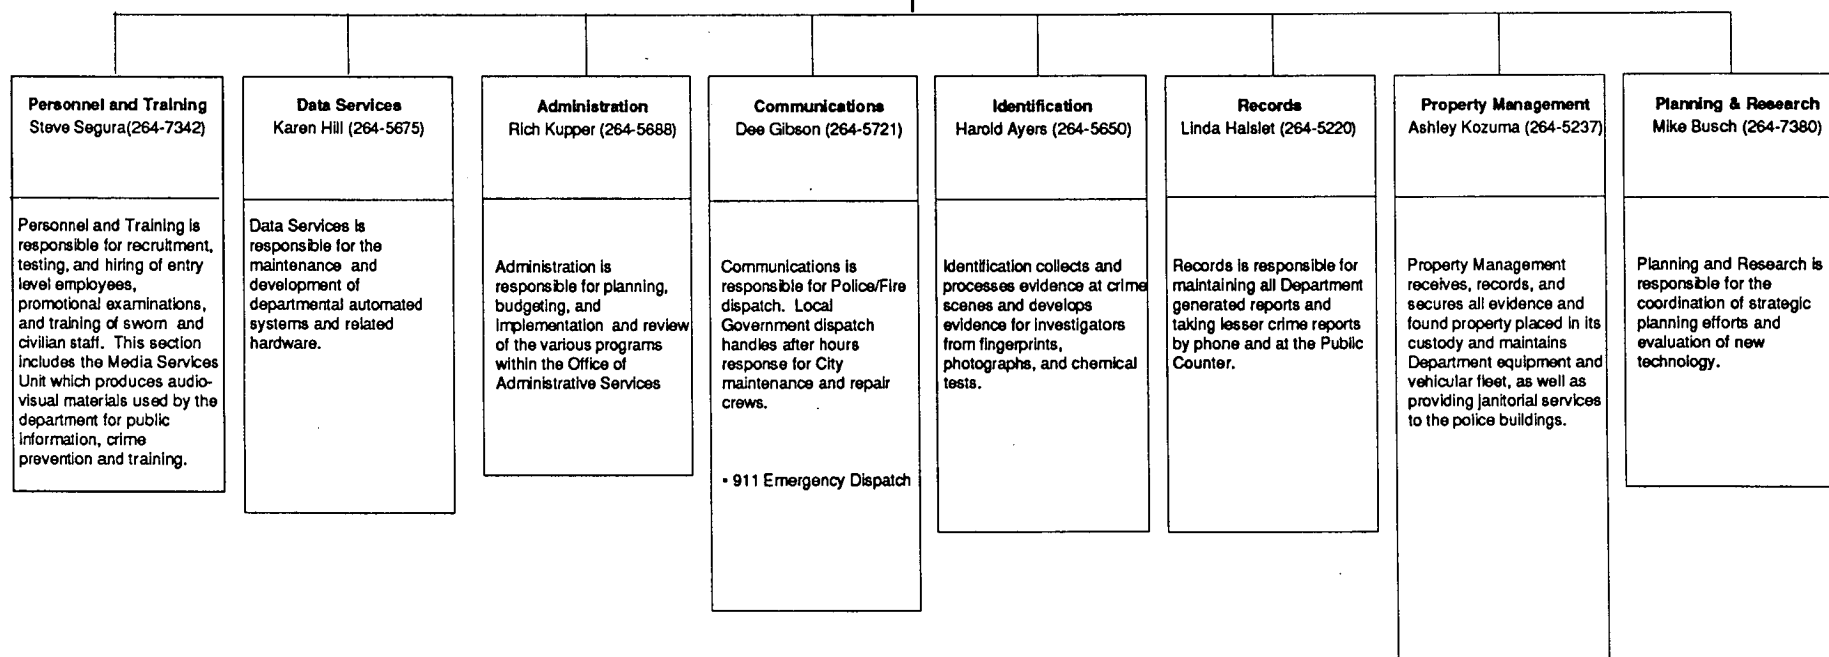 Personnel and Training
Steve Segura(264-7342)
Personnel and Training is
responsible for recruitment,
testing, and hiring of entry
level employees,
promotional examinations,
and training of sworn and
civilian staff. This section
includes the Media Services
Unit which produces audio-
visual materials used by the
department for public
information, crime
prevention and training.
Data Services
Karen Hill (264-5675)
Data Services is
responsible for the
maintenance and
development of
departmental automated
systems and related
hardware.
Administration
Rich Kupper (264-5688)
Administration is
responsible for planning,
budgeting, and
implementation and review
of the various programs
within the Office of
Administrative Services
Communications
Dee Gibson (264-5721)
Communications is
responsible for Police/Fire
dispatch. Local
Government dispatch
handles after hours
response for City
maintenance and repair
crews.
• 911 Emergency Dispatch
Identification
Harold Ayers (264-5650)
Identification collects and
processes evidence at crime
scenes and develops
evidence for investigators
from fingerprints,
photographs, and chemical
tests.
Records
Linda Halslet (264-5220)
Records is responsible for
maintaining all Department
generated reports and
taking lesser crime reports
by phone and at the Public
Counter.
Property Management
Ashley Kozuma (264-5237)
Property Management
receives, records, and
secures all evidence and
found property placed in its
custody and maintains
Department equipment and
vehicular fleet, as well as
providing janitorial services
to the police buildings.
Planning & Research
Mike Busch (264-7380)
Planning and Research is
responsible for the
coordination of strategic
planning efforts and
evaluation of new
technology.